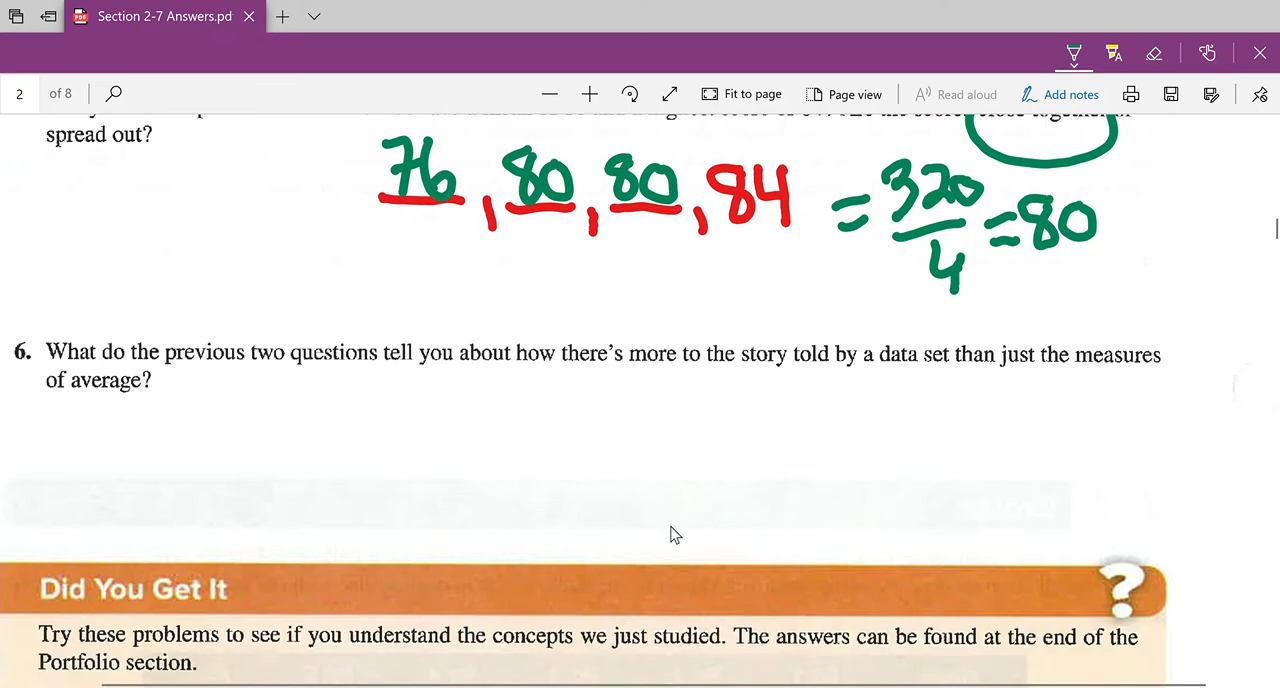 Section 2-7 Answers.pd
2 of 8 Fit to page Page view Read aloud Add notes
spread out?
76, 80, 80, 84 = 320/4 = 80
6. What do the previous two questions tell you about how there's more to the story told by a data set than just the measures
of average?
Did You Get It ?
Try these problems to see if you understand the concepts we just studied. The answers can be found at the end of the
Portfolio section.